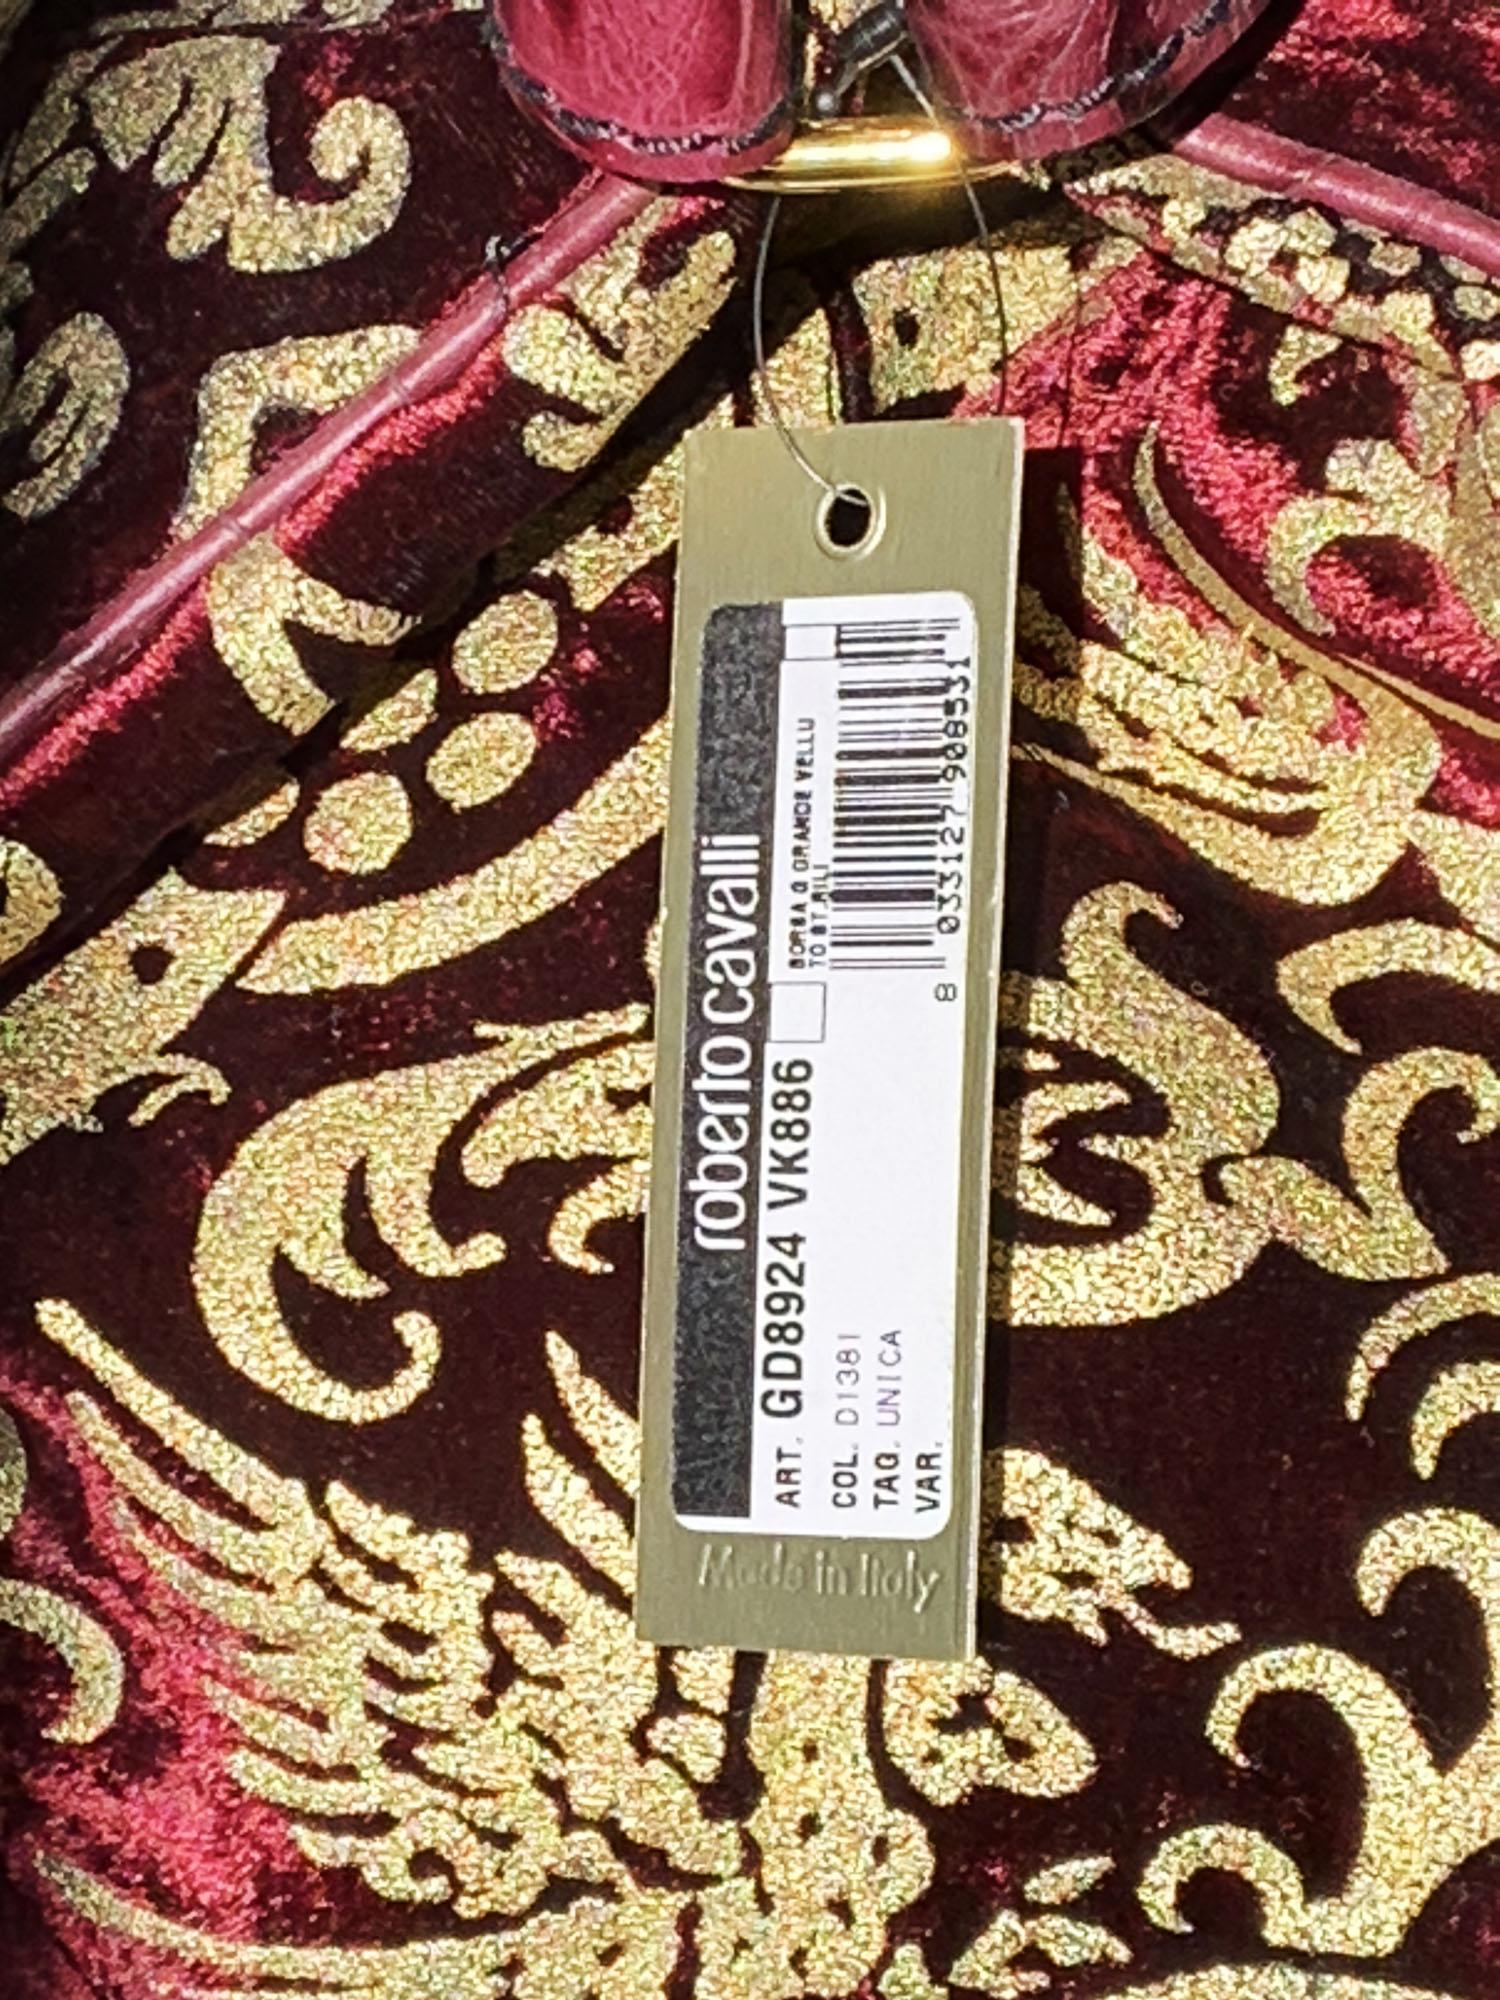 roberto cavalli
ART. GD8924 VK886
BORSA G GRANDE VELLU
TO ST.RILI
COL. D1381
TAG. UNICA
VAR.
8 033127 908531
Made in Italy